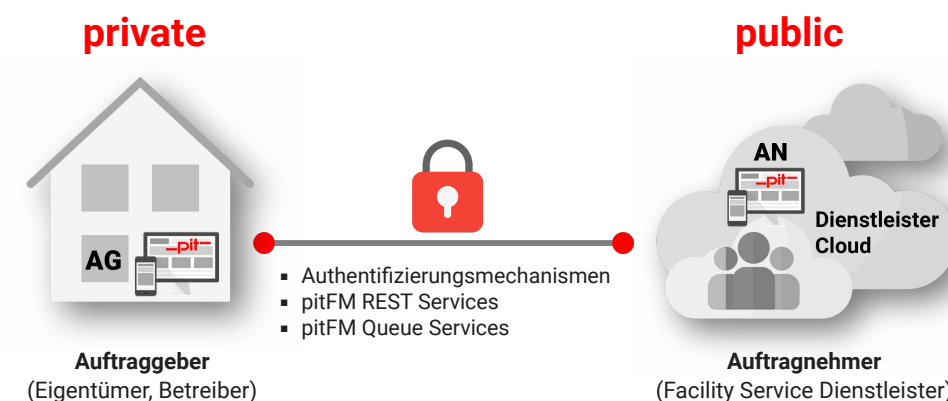 private
public
AG
pit
AN
pit
Dienstleister
Cloud
▪ Authentifizierungsmechanismen
▪ pitFM REST Services
▪ pitFM Queue Services
Auftraggeber
(Eigentümer, Betreiber)
Auftragnehmer
(Facility Service Dienstleister)